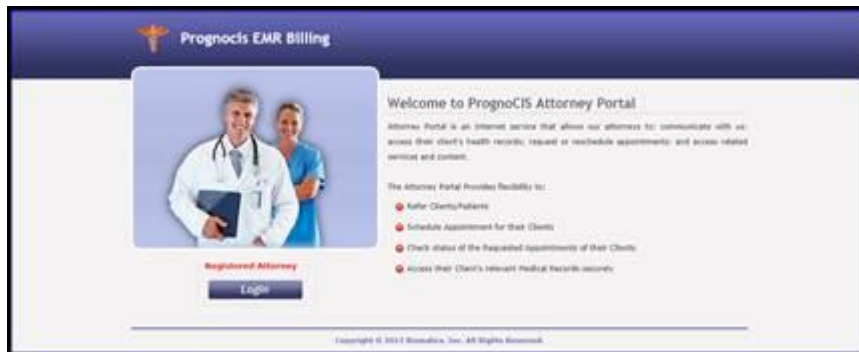 Prognocis EMR Billing
Welcome to PrognoCIS Attorney Portal
Attorney Portal is an internet service that allows our attorneys to: communicate with us;
access their client's health records; request or reschedule appointments; and access related
services and content.
The Attorney Portal Provides flexibility to:
Refer Clients/Patients
Schedule Appointment for their Clients
Check status of the Requested Appointments of their Clients
Access their Client's relevant Medical Records securely
Registered Attorney
Login
Copyright © 2013 Bizmatics, Inc. All Rights Reserved.